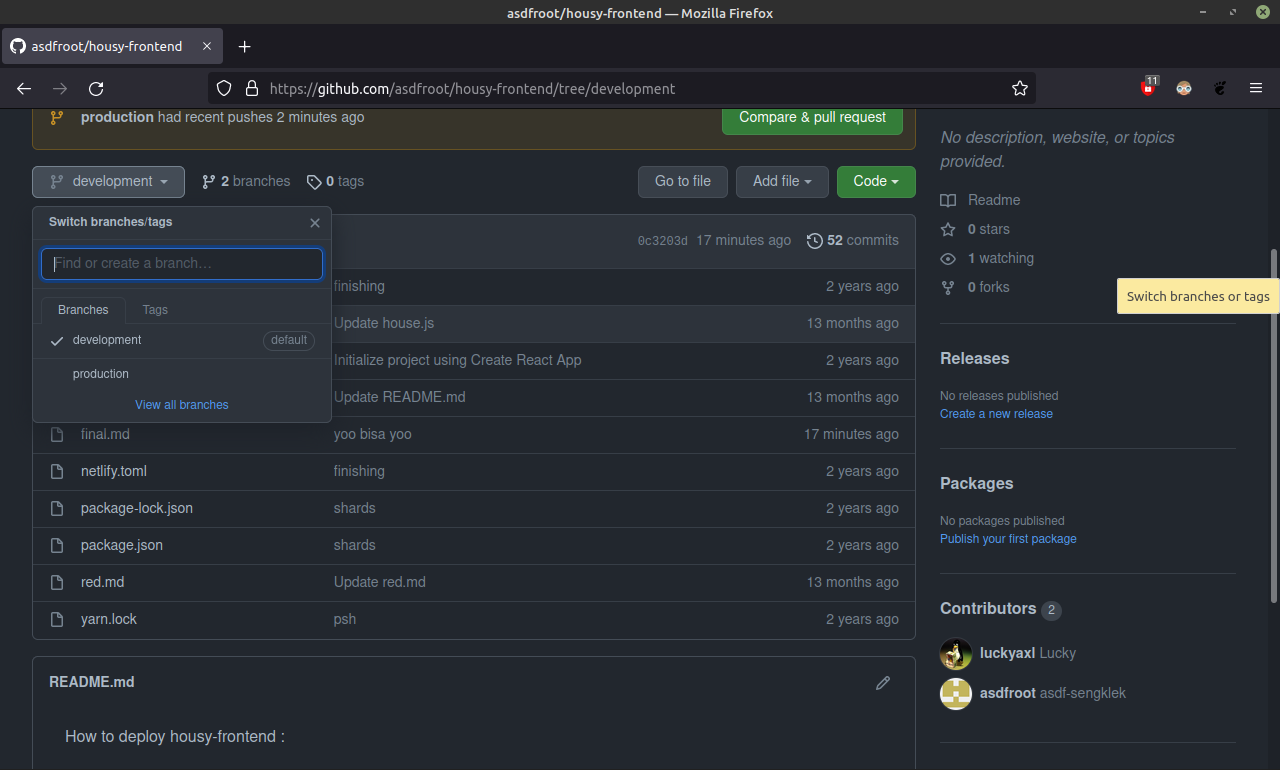 asdfroot/housy-frontend — Mozilla Firefox
asdfroot/housy-frontend
https://github.com/asdfroot/housy-frontend/tree/development
11
production had recent pushes 2 minutes ago
Compare & pull request
No description, website, or topics
provided.
development
2 branches
0 tags
Go to file
Add file
Code
Readme
Switch branches/tags
Find or create a branch...
Branches
Tags
development
default
production
View all branches
0c3203d 17 minutes ago
52 commits
finishing
2 years ago
Update house.js
13 months ago
Initialize project using Create React App
2 years ago
Update README.md
13 months ago
final.md
yoo bisa yoo
17 minutes ago
netlify.toml
finishing
2 years ago
package-lock.json
shards
2 years ago
package.json
shards
2 years ago
red.md
Update red.md
13 months ago
yarn.lock
psh
2 years ago
0 stars
1 watching
0 forks
Switch branches or tags
Releases
No releases published
Create a new release
Packages
No packages published
Publish your first package
Contributors 2
luckyaxl Lucky
asdfroot asdf-sengklek
README.md
How to deploy housy-frontend :